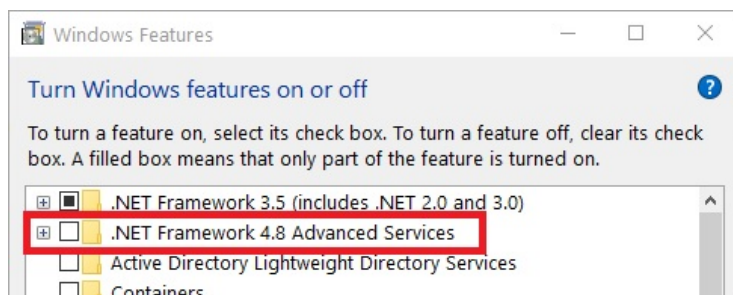 Windows Features
Turn Windows features on or off
To turn a feature on, select its check box. To turn a feature off, clear its check
box. A filled box means that only part of the feature is turned on.
.NET Framework 3.5 (includes .NET 2.0 and 3.0)
.NET Framework 4.8 Advanced Services
Active Directory Lightweight Directory Services
Containers